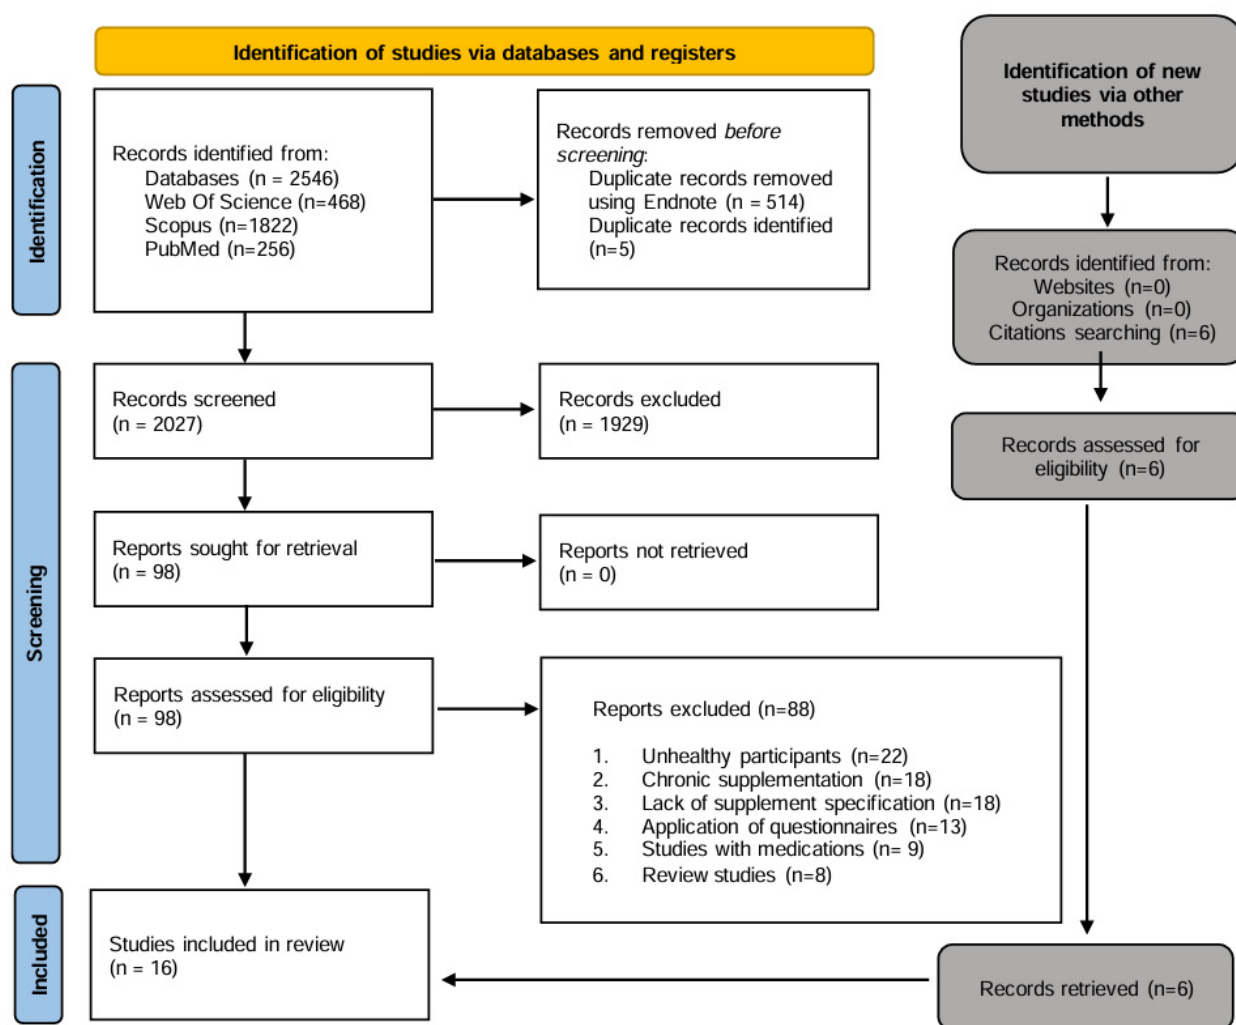 Identification of studies via databases and registers
Identification
Records identified from:
Databases (n = 2546)
Web Of Science (n=468)
Scopus (n=1822)
PubMed (n=256)
Records removed before
screening:
Duplicate records removed
using Endnote (n = 514)
Duplicate records identified
(n=5)
Screening
Records screened
(n = 2027)
Records excluded
(n = 1929)
Reports sought for retrieval
(n = 98)
Reports not retrieved
(n = 0)
Reports assessed for eligibility
(n = 98)
Reports excluded (n=88)
1. Unhealthy participants (n=22)
2. Chronic supplementation (n=18)
3. Lack of supplement specification (n=18)
4. Application of questionnaires (n=13)
5. Studies with medications (n= 9)
6. Review studies (n=8)
Included
Studies included in review
(n = 16)
Identification of new
studies via other
methods
Records identified from:
Websites (n=0)
Organizations (n=0)
Citations searching (n=6)
Records assessed for
eligibility (n=6)
Records retrieved (n=6)